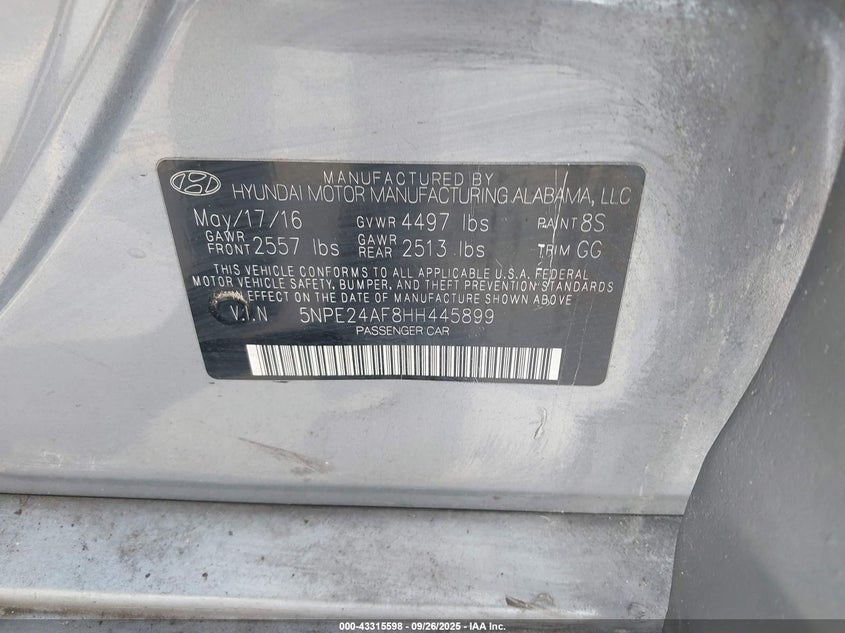 MANUFACTURED BY
HYUNDAI MOTOR MANUFACTURING ALABAMA, LLC
May/17/16 GVWR 4497 lbs PAINT 8S
GAWR FRONT 2557 lbs GAWR REAR 2513 lbs TRIM GG
THIS VEHICLE CONFORMS TO ALL APPLICABLE U.S.A. FEDERAL
MOTOR VEHICLE SAFETY, BUMPER, AND THEFT PREVENTION STANDARDS
IN EFFECT ON THE DATE OF MANUFACTURE SHOWN ABOVE
V.I.N 5NPE24AF8HH445899
PASSENGER CAR
000-43315598 - 09/26/2025 - IAA Inc.